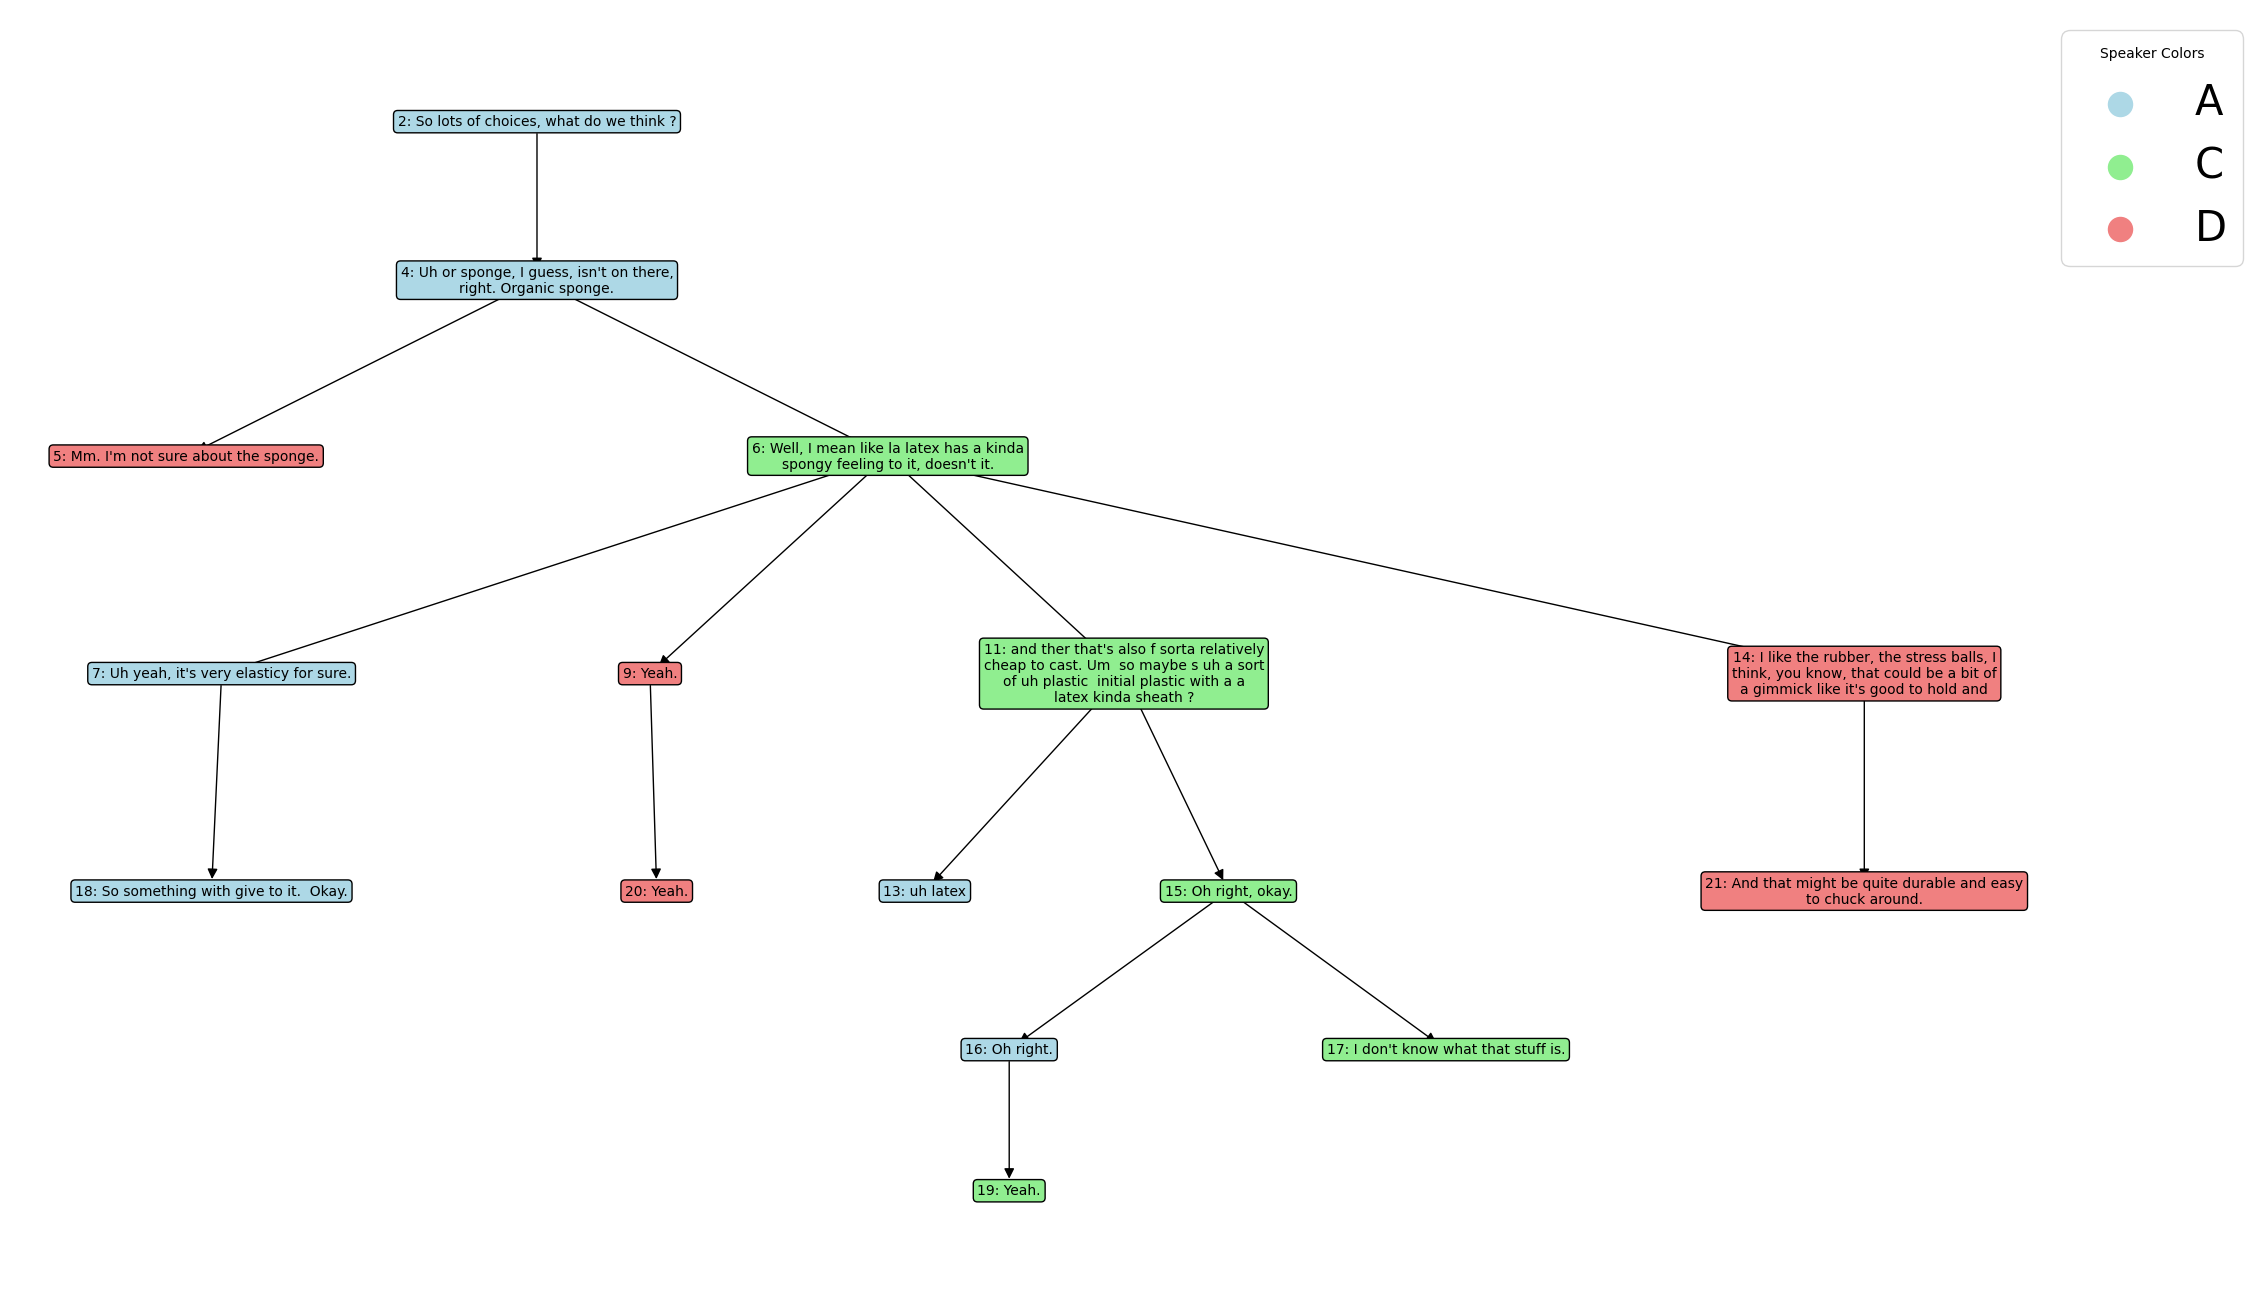 Speaker Colors
A
C
D
2: So lots of choices, what do we think ?
4: Uh or sponge, I guess, isn't on there,
right. Organic sponge.
5: Mm. I'm not sure about the sponge.
6: Well, I mean like la latex has a kinda
spongy feeling to it, doesn't it.
7: Uh yeah, it's very elasticy for sure.
9: Yeah.
11: and ther that's also f sorta relatively
cheap to cast. Um  so maybe s uh a sort
of uh plastic  initial plastic with a a
latex kinda sheath ?
14: I like the rubber, the stress balls, I
think, you know, that could be a bit of
a gimmick like it's good to hold and
18: So something with give to it.  Okay.
20: Yeah.
13: uh latex
15: Oh right, okay.
21: And that might be quite durable and easy
to chuck around.
16: Oh right.
17: I don't know what that stuff is.
19: Yeah.